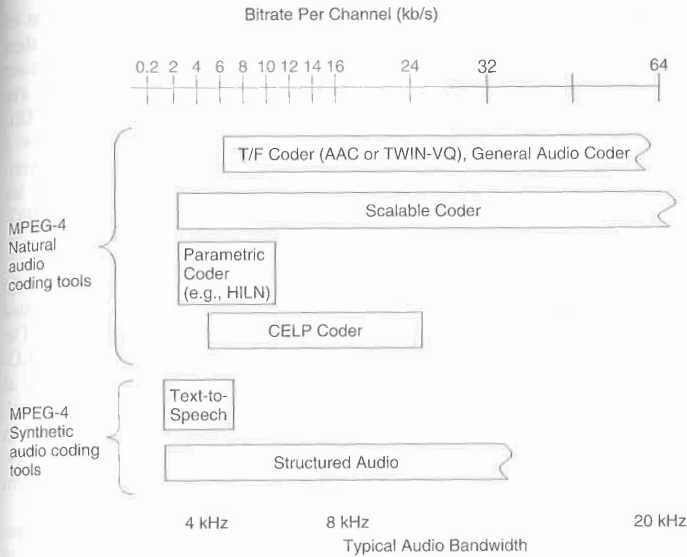 Bitrate Per Channel (kb/s)
0.2 2 4 6 8 10 12 14 16 24 32 64
T/F Coder (AAC or TWIN-VQ), General Audio Coder
Scalable Coder
MPEG-4
Natural
audio
coding tools
Parametric
Coder
(e.g., HILN)
CELP Coder
Text-to-
Speech
MPEG-4
Synthetic
audio coding
tools
Structured Audio
4 kHz 8 kHz 20 kHz
Typical Audio Bandwidth